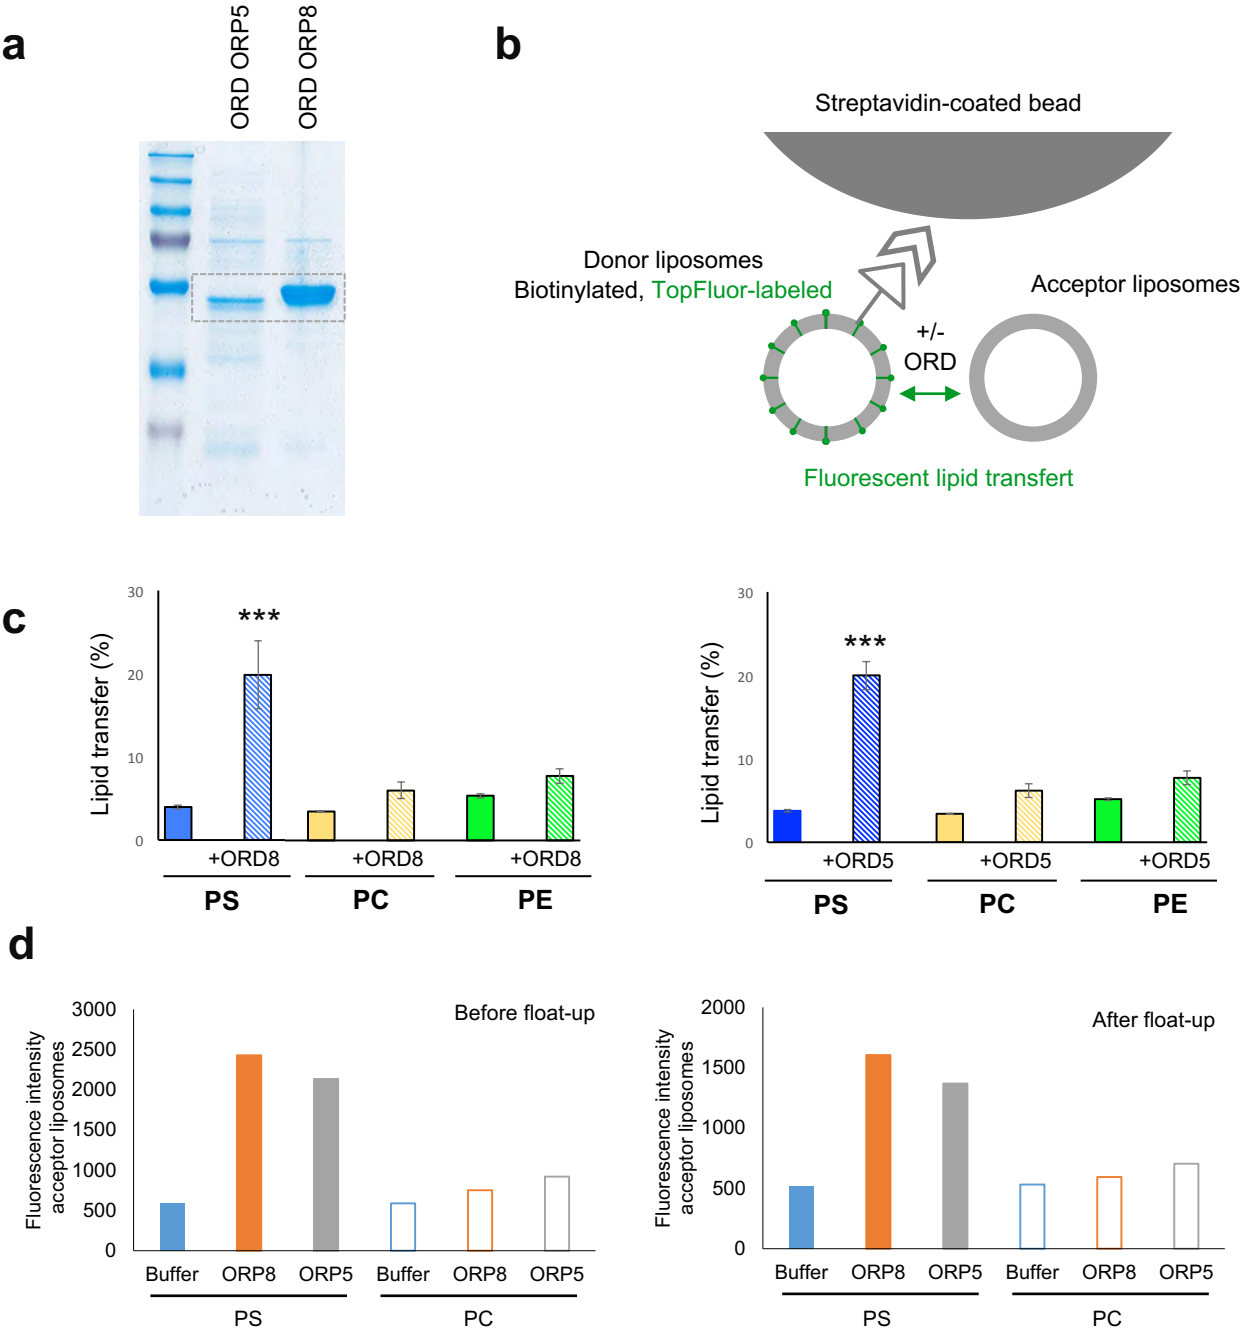 a
ORD ORP5
ORD ORP8
b
Streptavidin-coated bead
Donor liposomes
Biotinylated, TopFluor-labeled
Acceptor liposomes
+/-
ORD
Fluorescent lipid transfert
c
Lipid transfer (%)
30
20
10
0
***
+ORD8
+ORD8
+ORD8
PS
PC
PE
Lipid transfer (%)
30
20
10
0
***
+ORD5
+ORD5
+ORD5
PS
PC
PE
d
Fluorescence intensity
acceptor liposomes
3000
2500
2000
1500
1000
500
0
Before float-up
Buffer
ORP8
ORP5
Buffer
ORP8
ORP5
PS
PC
Fluorescence intensity
acceptor liposomes
2000
1500
1000
500
0
After float-up
Buffer
ORP8
ORP5
Buffer
ORP8
ORP5
PS
PC